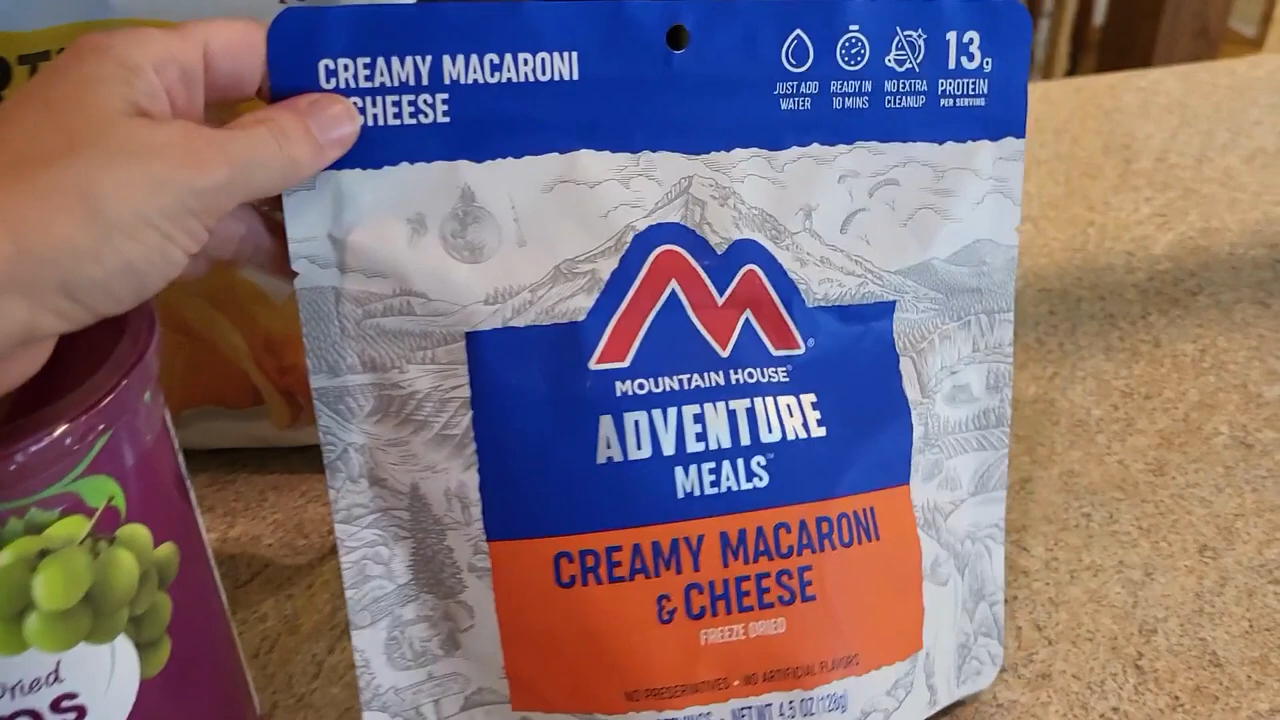 CREAMY MACARONI
CHEESE
JUST ADD
WATER
READY IN
10 MINS
NO EXTRA
CLEANUP
13g
PROTEIN
PER SERVING
MOUNTAIN HOUSE®
ADVENTURE
MEALS™
CREAMY MACARONI
& CHEESE
FREEZE DRIED
NO PRESERVATIVES • NO ARTIFICIAL FLAVORS
NET WT 4.5 OZ (128g)